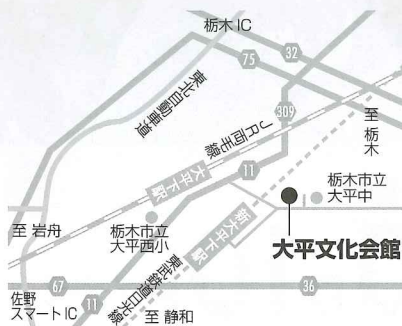 栃木IC
32
75
東北自動車道
309
至 栃木
JR両毛線
大平下駅
11
栃木市立
大平中
至 岩舟
栃木市立
大平西小
新大平下駅
大平文化会館
67
36
佐野
スマートIC
11
東武鉄道日光線
至 静和